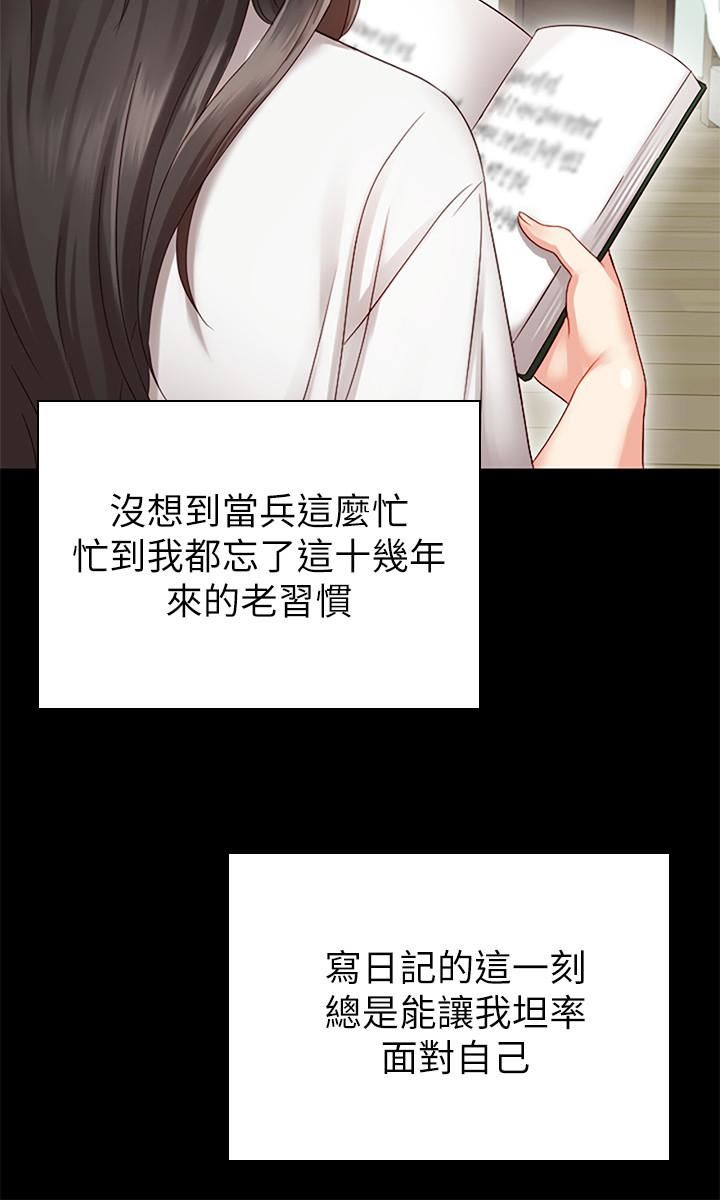 沒想到當兵這麼忙
忙到我都忘了這十幾年
來的老習慣
寫日記的這一刻
總是能讓我坦率
面對自己